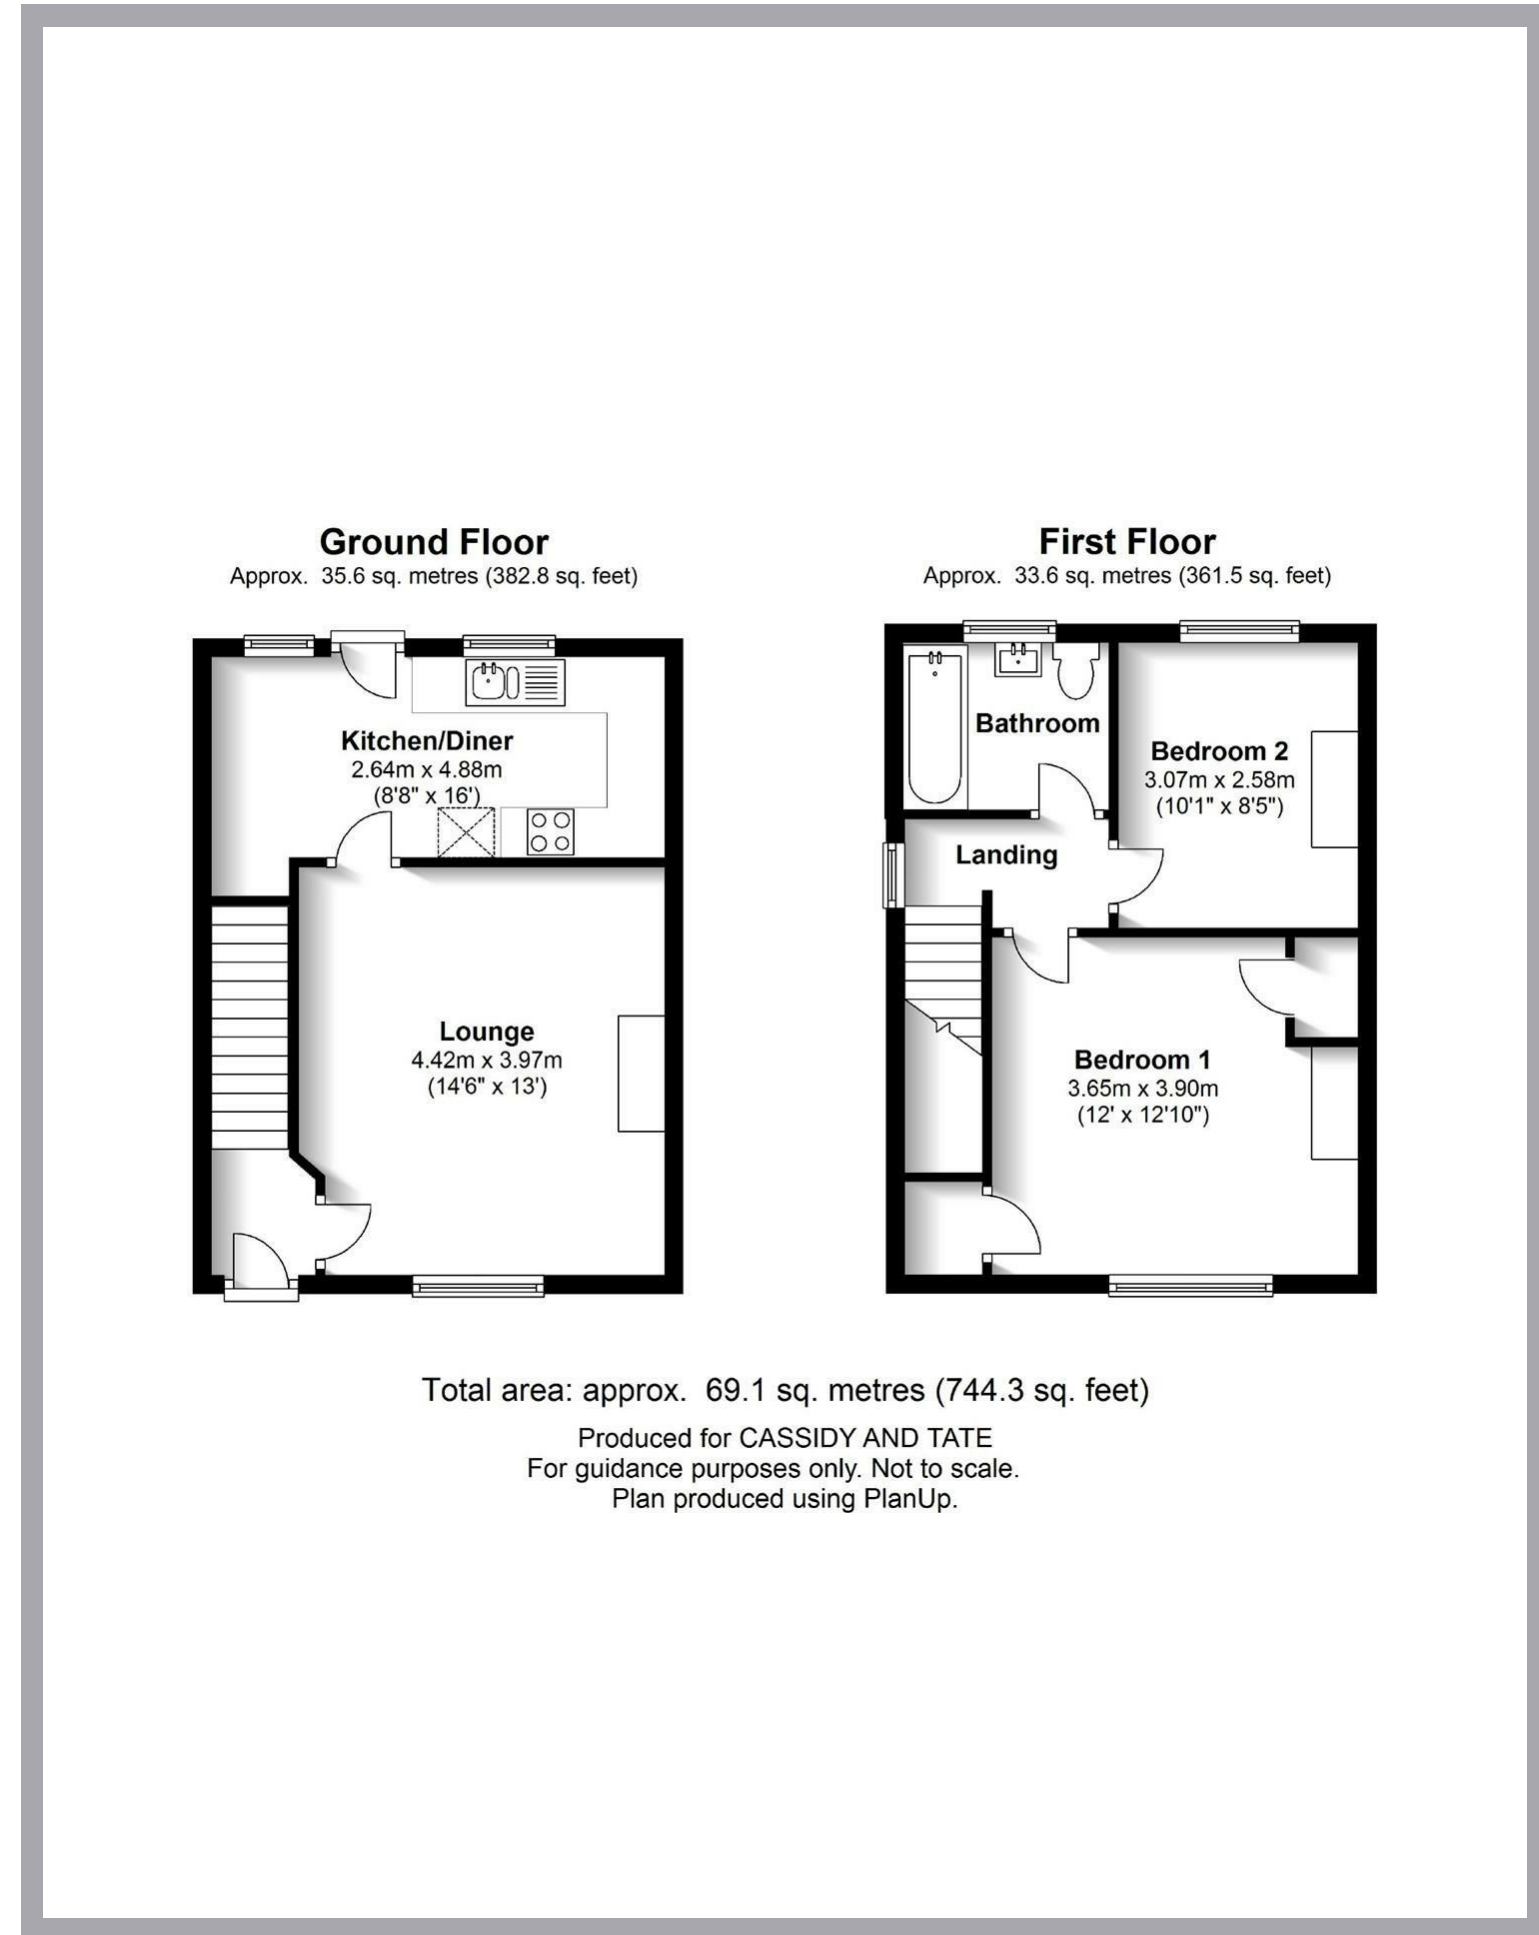 Ground Floor
Approx. 35.6 sq. metres (382.8 sq. feet)
Kitchen/Diner
2.64m x 4.88m
(8'8" x 16')
Lounge
4.42m x 3.97m
(14'6" x 13')
First Floor
Approx. 33.6 sq. metres (361.5 sq. feet)
Bathroom
Bedroom 2
3.07m x 2.58m
(10'1" x 8'5")
Landing
Bedroom 1
3.65m x 3.90m
(12' x 12'10")
Total area: approx. 69.1 sq. metres (744.3 sq. feet)
Produced for CASSIDY AND TATE
For guidance purposes only. Not to scale.
Plan produced using PlanUp.